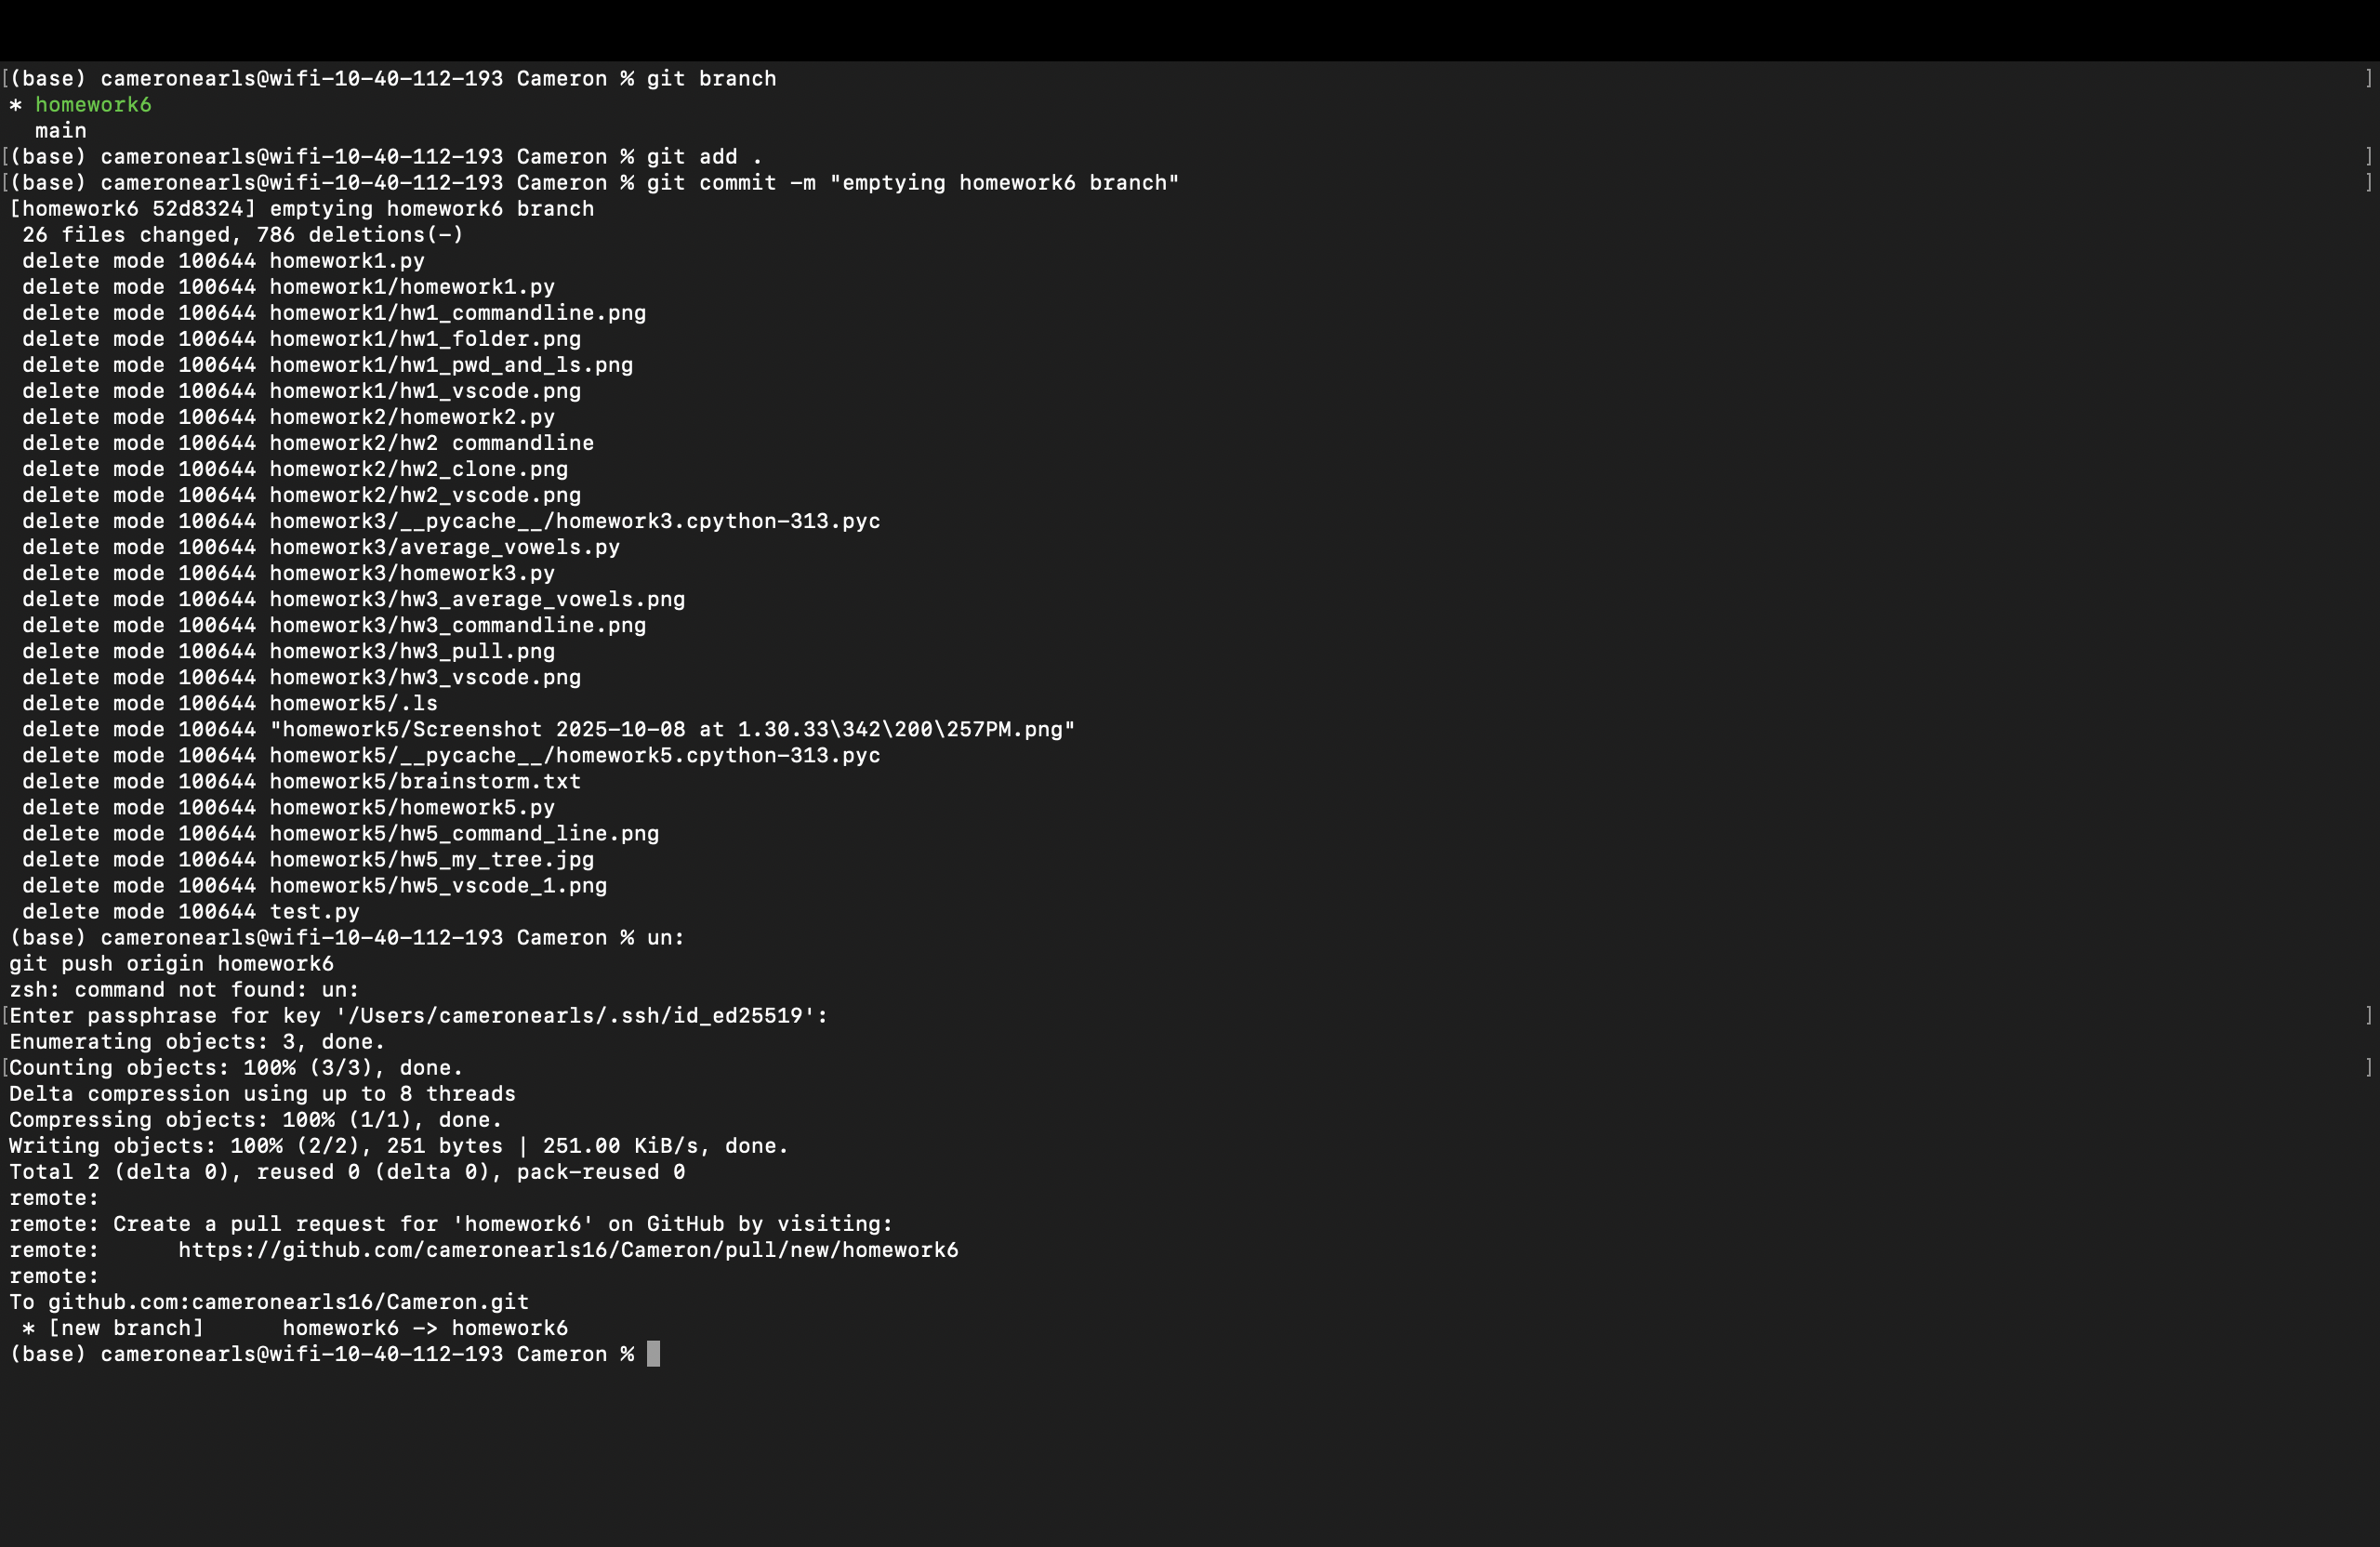 [(base) cameronearls@wifi-10-40-112-193 Cameron % git branch ]
* homework6
  main
[(base) cameronearls@wifi-10-40-112-193 Cameron % git add . ]
[(base) cameronearls@wifi-10-40-112-193 Cameron % git commit -m "emptying homework6 branch" ]
[homework6 52d8324] emptying homework6 branch
 26 files changed, 786 deletions(-)
 delete mode 100644 homework1.py
 delete mode 100644 homework1/homework1.py
 delete mode 100644 homework1/hw1_commandline.png
 delete mode 100644 homework1/hw1_folder.png
 delete mode 100644 homework1/hw1_pwd_and_ls.png
 delete mode 100644 homework1/hw1_vscode.png
 delete mode 100644 homework2/homework2.py
 delete mode 100644 homework2/hw2 commandline
 delete mode 100644 homework2/hw2_clone.png
 delete mode 100644 homework2/hw2_vscode.png
 delete mode 100644 homework3/__pycache__/homework3.cpython-313.pyc
 delete mode 100644 homework3/average_vowels.py
 delete mode 100644 homework3/homework3.py
 delete mode 100644 homework3/hw3_average_vowels.png
 delete mode 100644 homework3/hw3_commandline.png
 delete mode 100644 homework3/hw3_pull.png
 delete mode 100644 homework3/hw3_vscode.png
 delete mode 100644 homework5/.ls
 delete mode 100644 "homework5/Screenshot 2025-10-08 at 1.30.33\342\200\257PM.png"
 delete mode 100644 homework5/__pycache__/homework5.cpython-313.pyc
 delete mode 100644 homework5/brainstorm.txt
 delete mode 100644 homework5/homework5.py
 delete mode 100644 homework5/hw5_command_line.png
 delete mode 100644 homework5/hw5_my_tree.jpg
 delete mode 100644 homework5/hw5_vscode_1.png
 delete mode 100644 test.py
(base) cameronearls@wifi-10-40-112-193 Cameron % un:
git push origin homework6
zsh: command not found: un:
[Enter passphrase for key '/Users/cameronearls/.ssh/id_ed25519': ]
Enumerating objects: 3, done.
[Counting objects: 100% (3/3), done. ]
Delta compression using up to 8 threads
Compressing objects: 100% (1/1), done.
Writing objects: 100% (2/2), 251 bytes | 251.00 KiB/s, done.
Total 2 (delta 0), reused 0 (delta 0), pack-reused 0
remote:
remote: Create a pull request for 'homework6' on GitHub by visiting:
remote:      https://github.com/cameronearls16/Cameron/pull/new/homework6
remote:
To github.com:cameronearls16/Cameron.git
 * [new branch]      homework6 -> homework6
(base) cameronearls@wifi-10-40-112-193 Cameron %